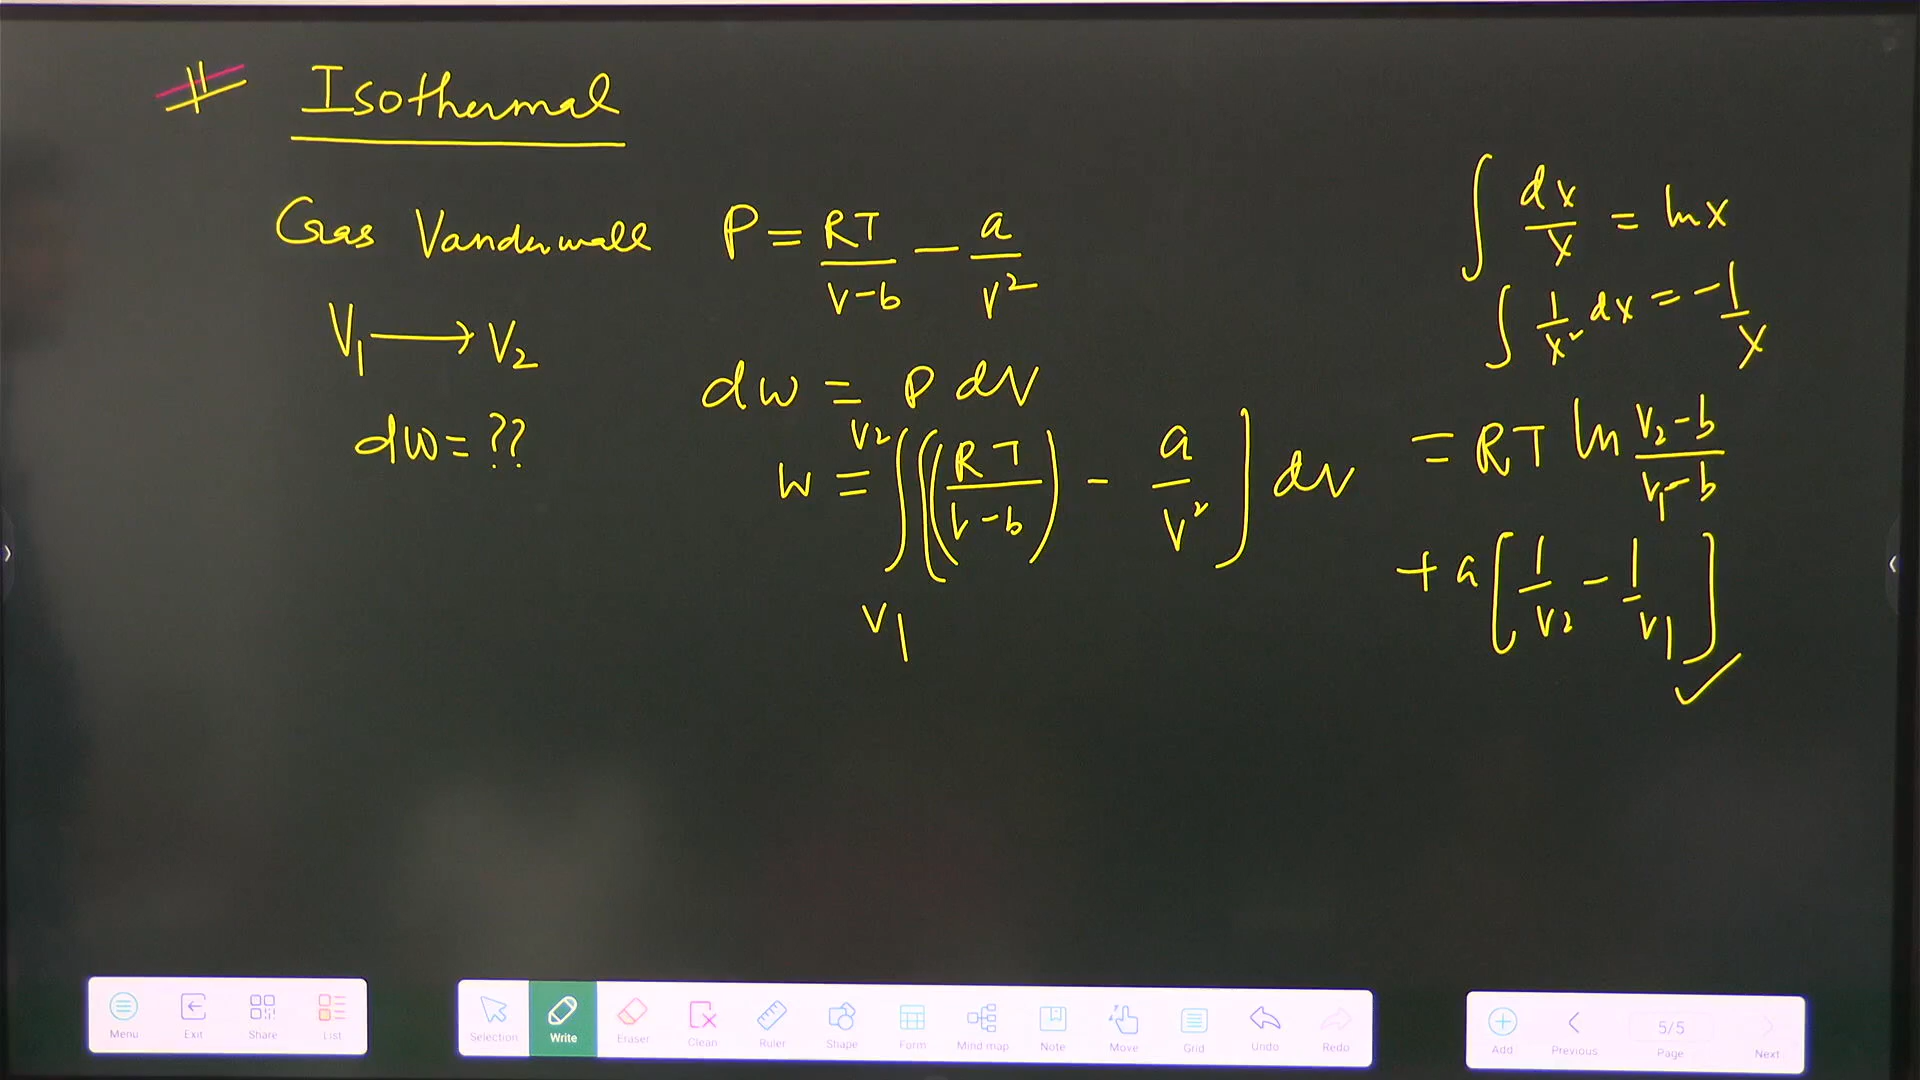 # Isothermal
Gas Vanderwall P = RT/(V-b) - a/V²
V₁ → V₂
dW = ??
dW = P dV
W = ∫_{V₁}^{V₂} [(RT/(V-b)) - a/V²] dV
∫ dx/x = ln x
∫ 1/x² dx = -1/x
= RT ln (V₂-b)/(V₁-b)
+ a[1/V₂ - 1/V₁] ✓
Menu Exit Share List
Selection Write Eraser Clean Ruler Shape Form Mind map Note Move Grid Undo Redo
Add Previous 5/5 Page Next